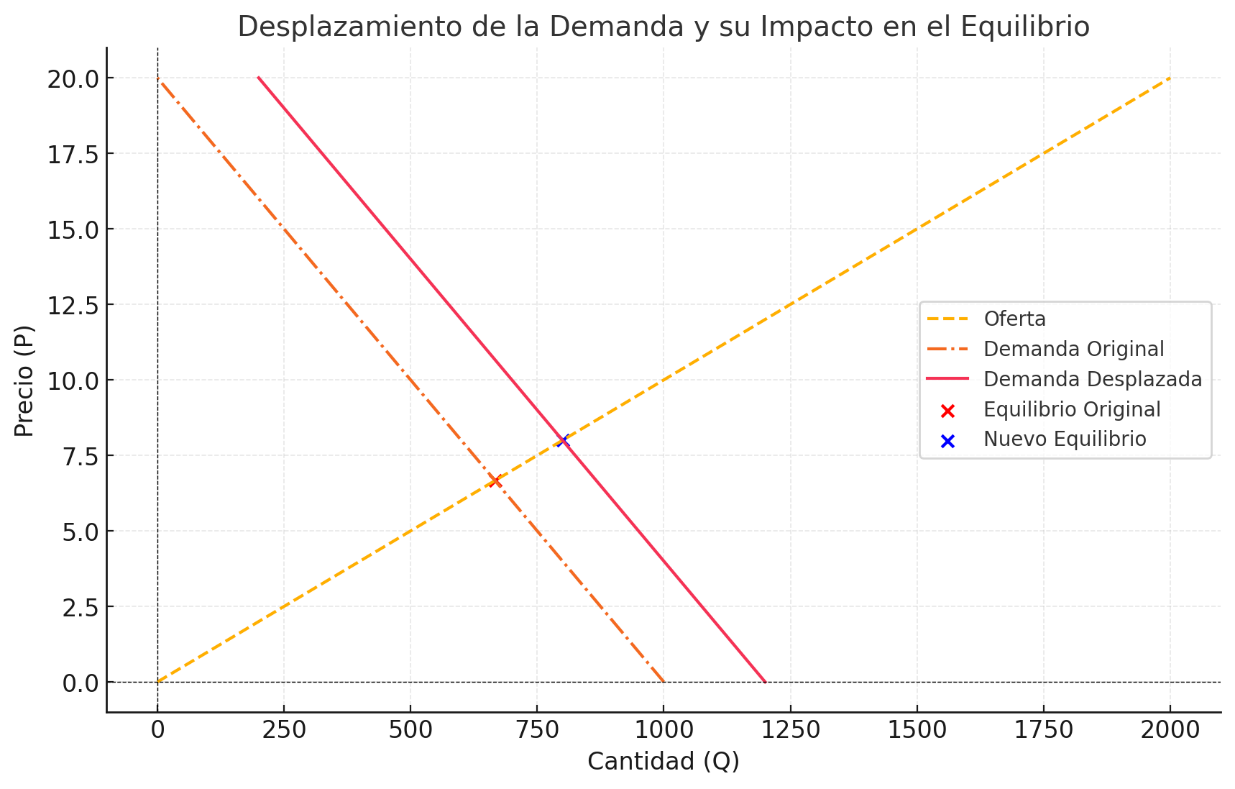 Desplazamiento de la Demanda y su Impacto en el Equilibrio
Precio (P)
20.0
17.5
15.0
12.5
10.0
7.5
5.0
2.5
0.0
Oferta
Demanda Original
Demanda Desplazada
Equilibrio Original
Nuevo Equilibrio
0 250 500 750 1000 1250 1500 1750 2000
Cantidad (Q)